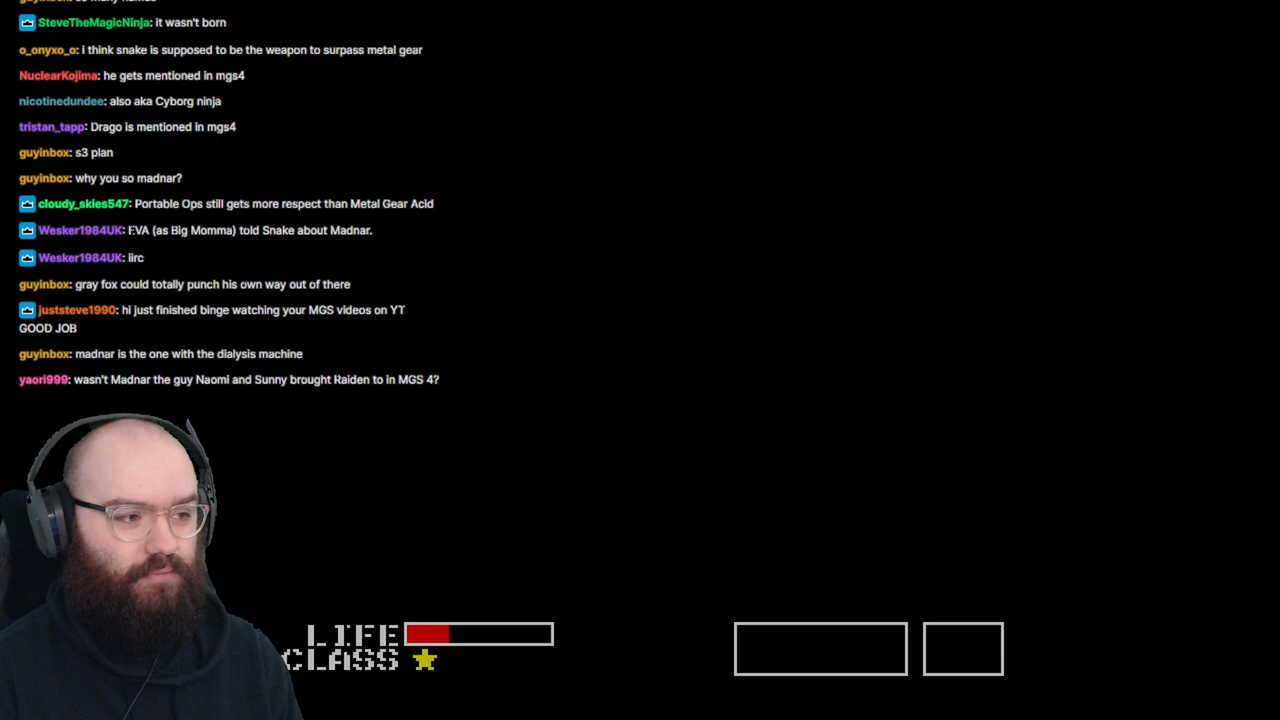 SteveTheMagicNinja: it wasn't born
o_onyxo_o: i think snake is supposed to be the weapon to surpass metal gear
NuclearKojima: he gets mentioned in mgs4
nicotinedundee: also aka Cyborg ninja
tristan_tapp: Drago is mentioned in mgs4
guyinbox: s3 plan
guyinbox: why you so madnar?
cloudy_skies547: Portable Ops still gets more respect than Metal Gear Acid
Wesker1984UK: EVA (as Big Momma) told Snake about Madnar.
Wesker1984UK: iirc
guyinbox: gray fox could totally punch his own way out of there
juststeve1990: hi just finished binge watching your MGS videos on YT
GOOD JOB
guyinbox: madnar is the one with the dialysis machine
yaori999: wasn't Madnar the guy Naomi and Sunny brought Raiden to in MGS 4?
LIFE
CLASS